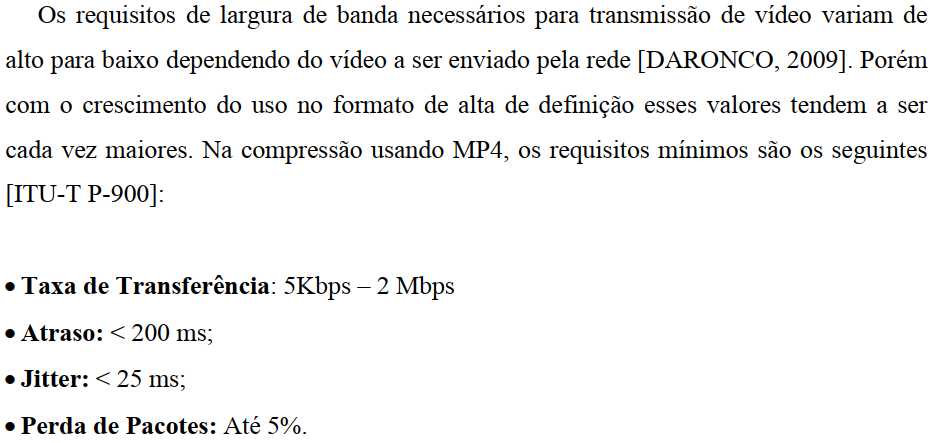 Os requisitos de largura de banda necessários para transmissão de vídeo variam de
alto para baixo dependendo do vídeo a ser enviado pela rede [DARONCO, 2009]. Porém
com o crescimento do uso no formato de alta de definição esses valores tendem a ser
cada vez maiores. Na compressão usando MP4, os requisitos mínimos são os seguintes
[ITU-T P-900]:
• Taxa de Transferência: 5Kbps – 2 Mbps
• Atraso: < 200 ms;
• Jitter: < 25 ms;
• Perda de Pacotes: Até 5%.